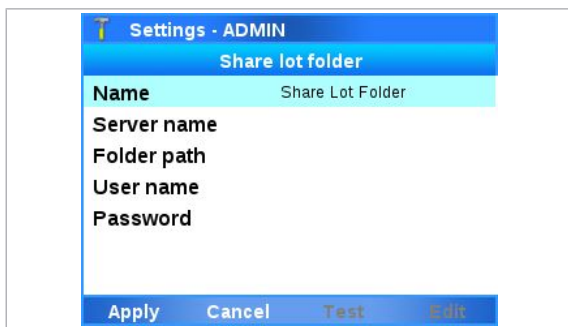 Settings - ADMIN
Share lot folder
Name Share Lot Folder
Server name
Folder path
User name
Password
Apply Cancel Test Edit